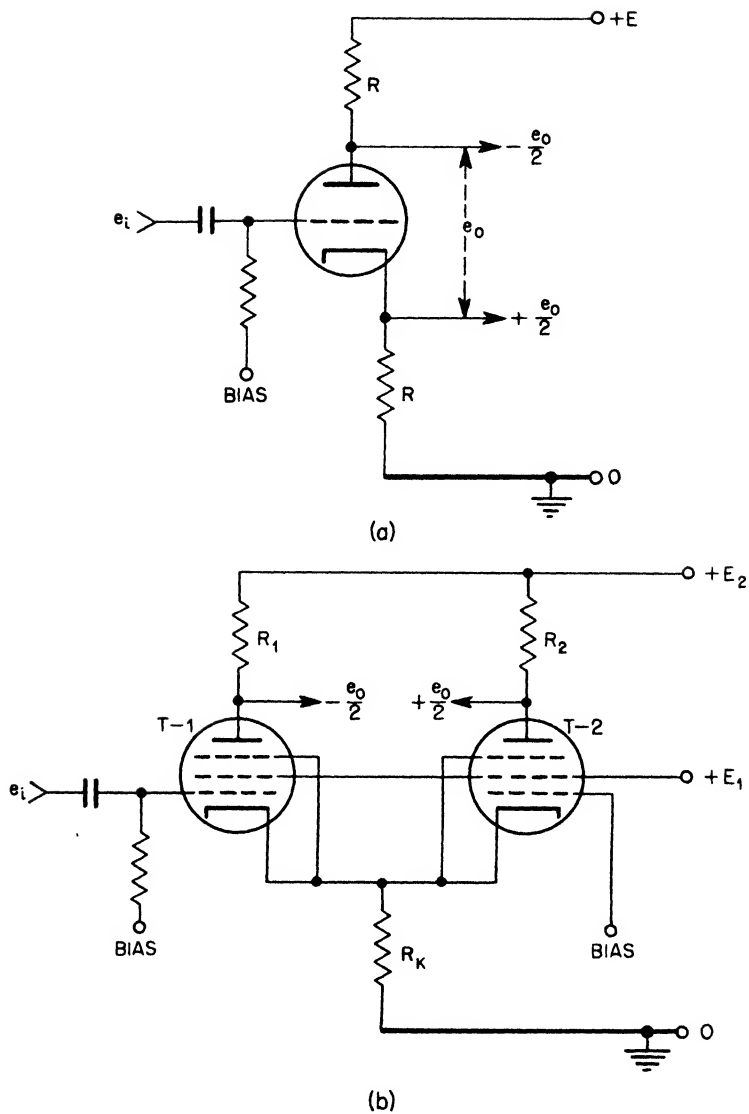 +E
R
− e₀/2
eᵢ
e₀
+ e₀/2
BIAS
R
0
(a)
+E₂
R₁
R₂
− e₀/2
+ e₀/2
T-1
T-2
eᵢ
+E₁
BIAS
R_K
BIAS
0
(b)